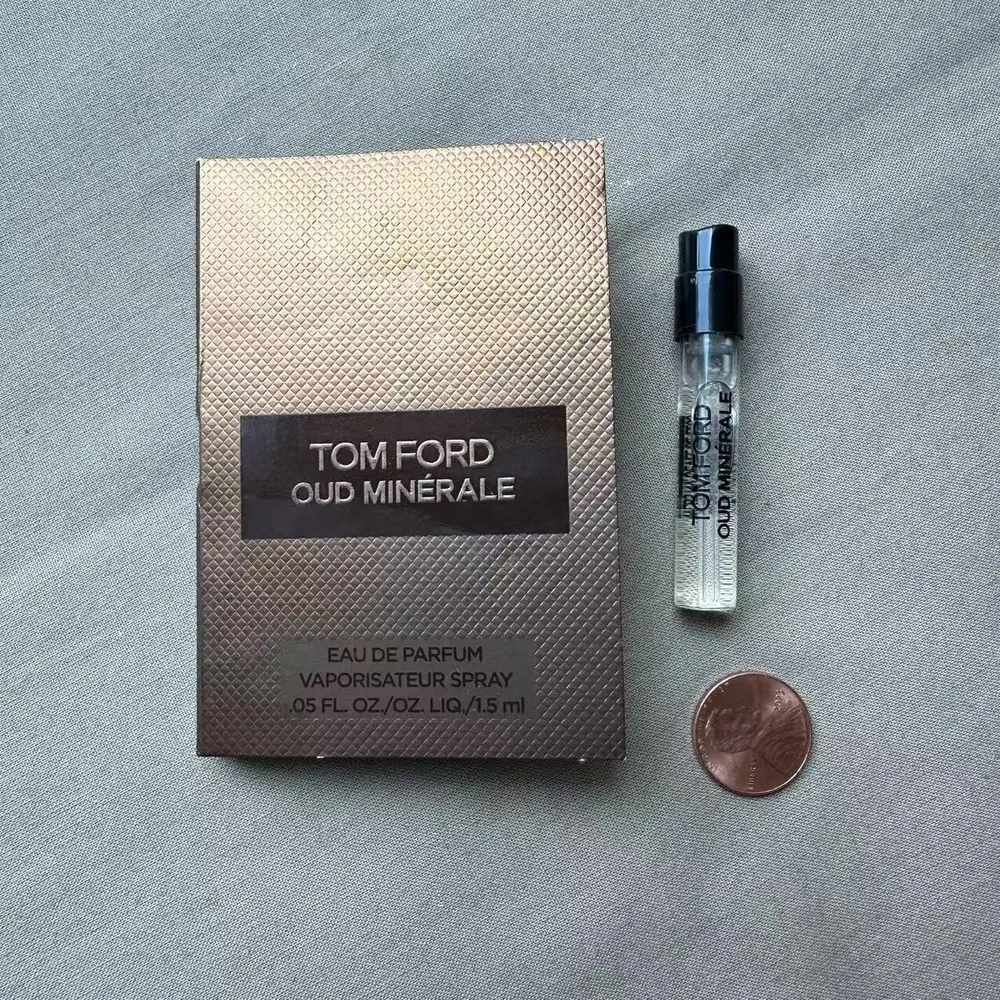 TOM FORD
OUD MINÉRALE
EAU DE PARFUM
VAPORISATEUR SPRAY
.05 FL. OZ./OZ. LIQ./1.5 ml
TOM FORD
OUD MINÉRALE